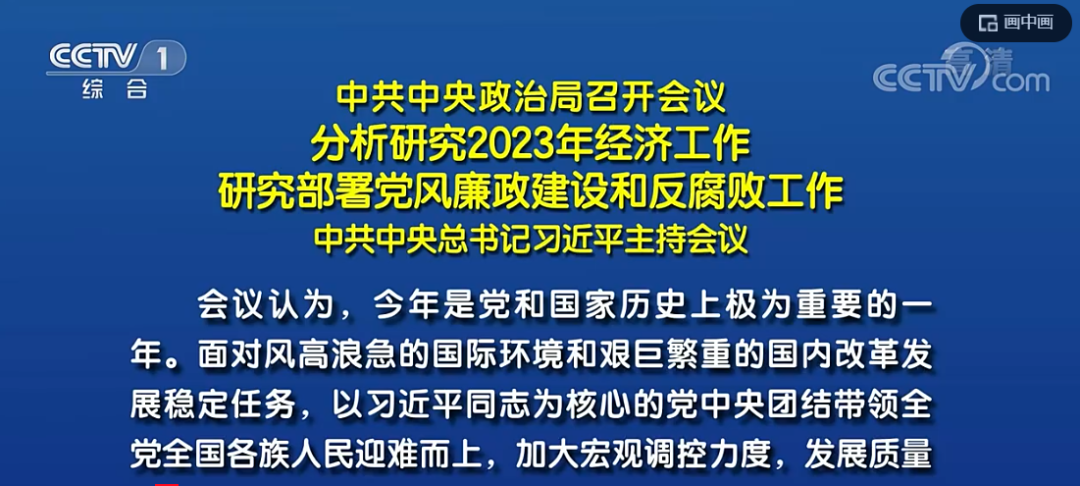 画中画
CCTV 1
综合
高清
CCTV.com
中共中央政治局召开会议
分析研究2023年经济工作
研究部署党风廉政建设和反腐败工作
中共中央总书记习近平主持会议
会议认为，今年是党和国家历史上极为重要的一
年。面对风高浪急的国际环境和艰巨繁重的国内改革发
展稳定任务，以习近平同志为核心的党中央团结带领全
党全国各族人民迎难而上，加大宏观调控力度，发展质量